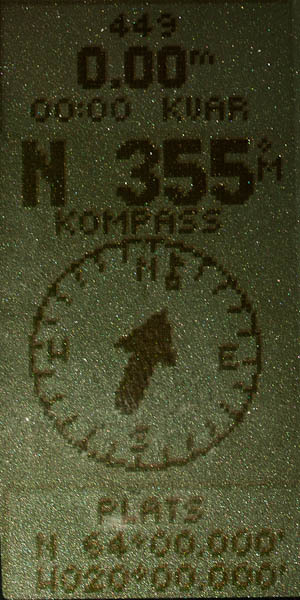 449
0.00m
00:00 KVAR
N 355°M
KOMPASS
N
W E
S
PLATS
N 64°00.000'
W020°00.000'